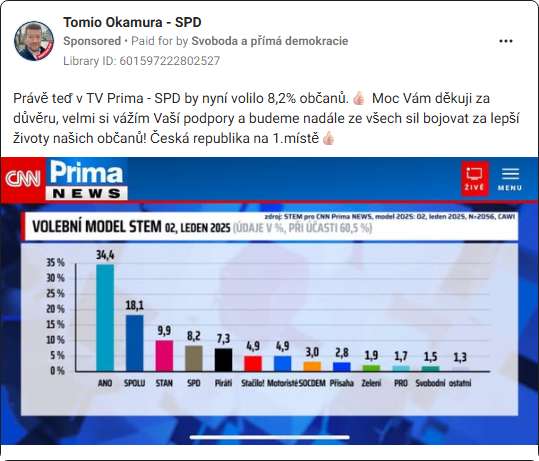 Tomio Okamura - SPD
Sponsored • Paid for by Svoboda a přímá demokracie
Library ID: 601597222802527
Právě teď v TV Prima - SPD by nyní volilo 8,2% občanů.👍🏻 Moc Vám děkuji za
důvěru, velmi si vážím Vaší podpory a budeme nadále ze všech sil bojovat za lepší
životy našich občanů! Česká republika na 1.místě👍🏻
CNN Prima NEWS
ŽIVĚ MENU
zdroj: STEM pro CNN Prima NEWS, model 2025: 02, leden 2025, N=2056, CAWI
VOLEBNÍ MODEL STEM 02, LEDEN 2025 (ÚDAJE V %, PŘI ÚČASTI 60,5 %)
35 %
30 %
25 %
20 %
15 %
10 %
5 %
0 %
34,4 18,1 9,9 8,2 7,3 4,9 4,9 3,0 2,8 1,9 1,7 1,5 1,3
ANO SPOLU STAN SPD Piráti Stačilo! Motoristé SOCDEM Přísaha Zelení PRO Svobodní ostatní